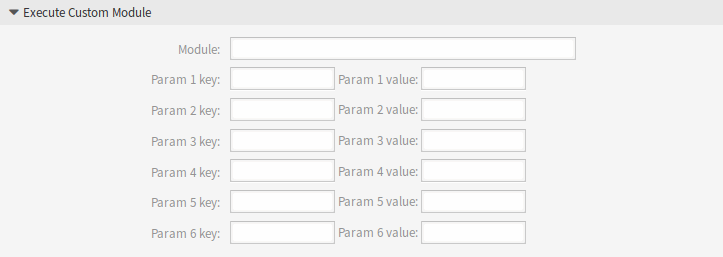 Execute Custom Module
Module:
Param 1 key: Param 1 value:
Param 2 key: Param 2 value:
Param 3 key: Param 3 value:
Param 4 key: Param 4 value:
Param 5 key: Param 5 value:
Param 6 key: Param 6 value: